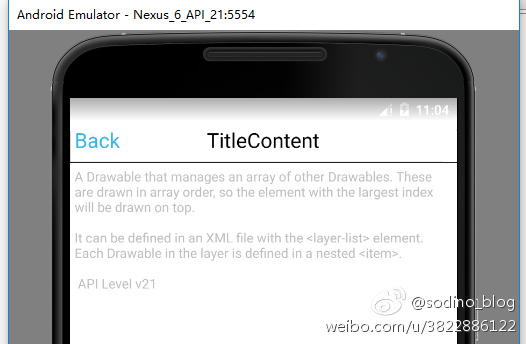 Android Emulator - Nexus_6_API_21:5554
11:04
Back TitleContent
A Drawable that manages an array of other Drawables. These
are drawn in array order, so the element with the largest index
will be drawn on top.
It can be defined in an XML file with the <layer-list> element.
Each Drawable in the layer is defined in a nested <item>.
API Level v21
@sodino_blog
weibo.com/u/3822886122